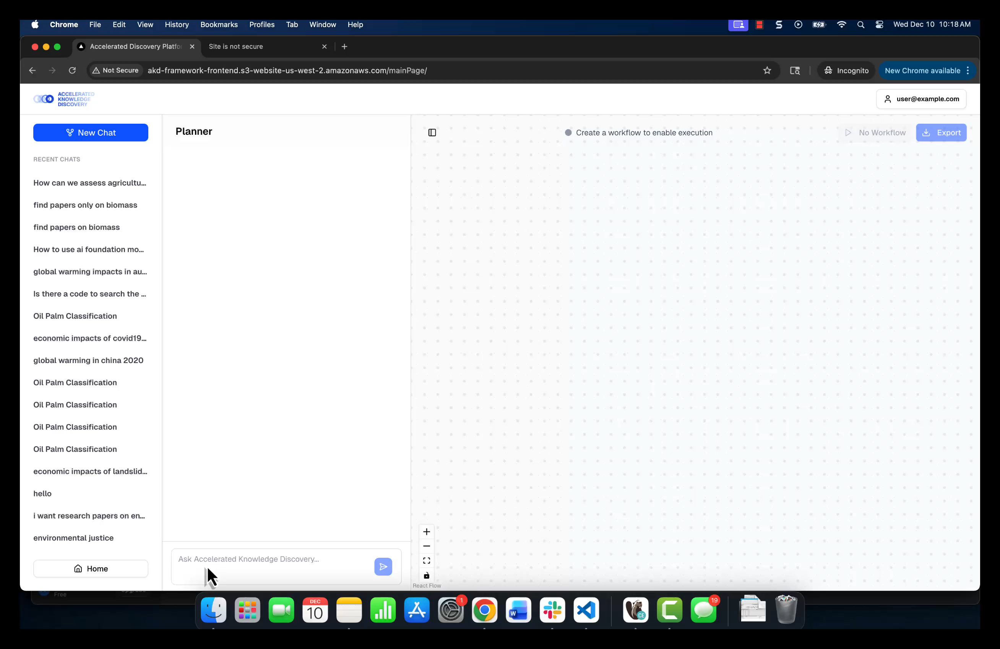 Chrome File Edit View History Bookmarks Profiles Tab Window Help
Wed Dec 10 10:18 AM
Accelerated Discovery Platfo
Site is not secure
Not Secure
akd-framework-frontend.s3-website-us-west-2.amazonaws.com/mainPage/
Incognito
New Chrome available
ACCELERATED
KNOWLEDGE
DISCOVERY
user@example.com
New Chat
Planner
Create a workflow to enable execution
No Workflow
Export
RECENT CHATS
How can we assess agricultu...
find papers only on biomass
find papers on biomass
How to use ai foundation mo...
global warming impacts in au...
Is there a code to search the ...
Oil Palm Classification
economic impacts of covid19...
global warming in china 2020
Oil Palm Classification
Oil Palm Classification
Oil Palm Classification
Oil Palm Classification
economic impacts of landslid...
hello
i want research papers on en...
environmental justice
Ask Accelerated Knowledge Discovery...
Home
React Flow
Free
DEC
10
1
W
CE
19